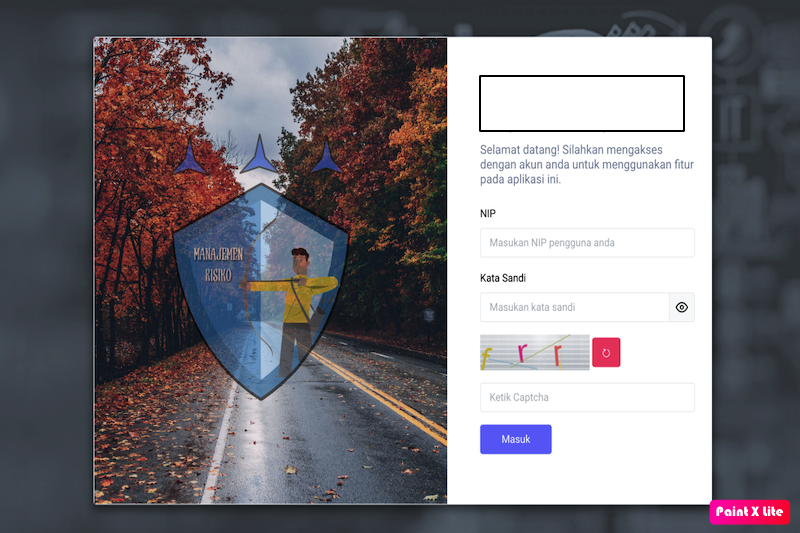 MANAJEMEN
RISIKO
Selamat datang! Silahkan mengakses
dengan akun anda untuk menggunakan fitur
pada aplikasi ini.
NIP
Masukan NIP pengguna anda
Kata Sandi
Masukan kata sandi
r r r
Ketik Captcha
Masuk
Paint X Lite